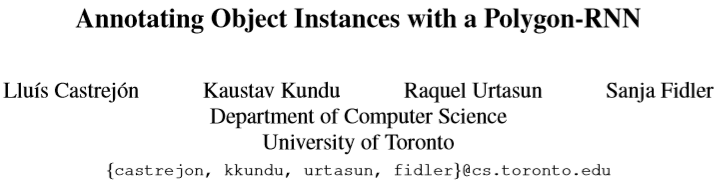 Annotating Object Instances with a Polygon-RNN
Lluís Castrejón Kaustav Kundu Raquel Urtasun Sanja Fidler
Department of Computer Science
University of Toronto
{castrejon, kkundu, urtasun, fidler}@cs.toronto.edu